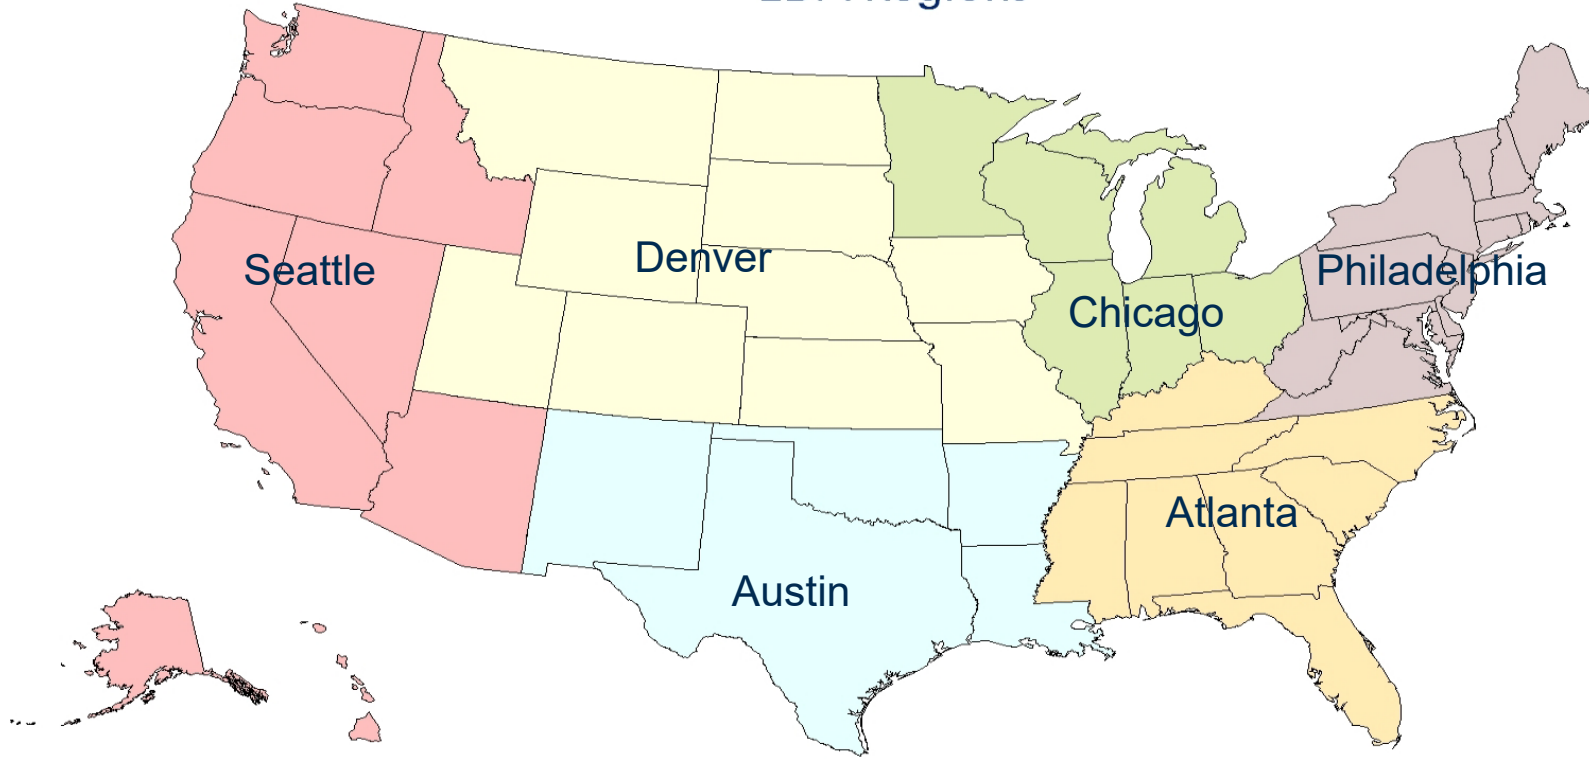 Seattle
Denver
Philadelphia
Chicago
Atlanta
Austin